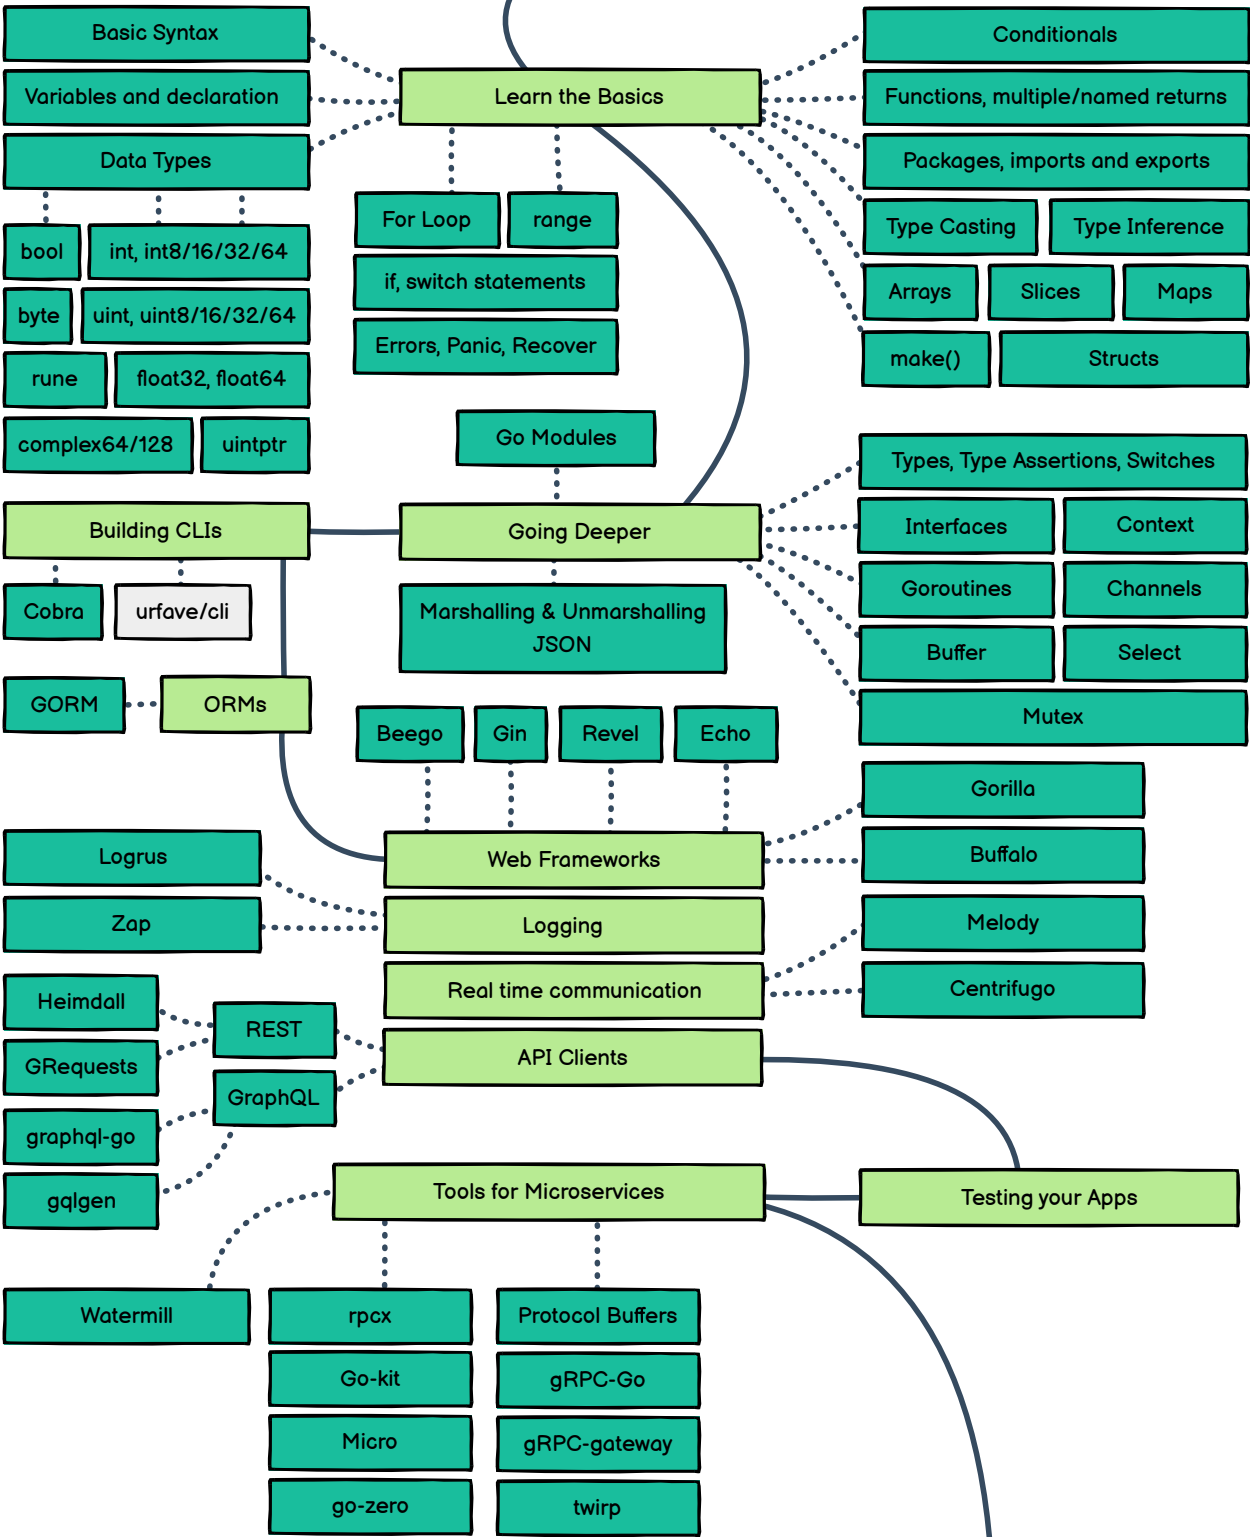 Basic Syntax
Variables and declaration
Data Types
bool
int, int8/16/32/64
byte
uint, uint8/16/32/64
rune
float32, float64
complex64/128
uintptr
Learn the Basics
For Loop
range
if, switch statements
Errors, Panic, Recover
Conditionals
Functions, multiple/named returns
Packages, imports and exports
Type Casting
Type Inference
Arrays
Slices
Maps
make()
Structs
Go Modules
Going Deeper
Marshalling & Unmarshalling
JSON
Types, Type Assertions, Switches
Interfaces
Context
Goroutines
Channels
Buffer
Select
Mutex
Building CLIs
Cobra
urfave/cli
GORM
ORMs
Beego
Gin
Revel
Echo
Web Frameworks
Gorilla
Buffalo
Logrus
Zap
Logging
Real time communication
Melody
Centrifugo
API Clients
REST
Heimdall
GRequests
GraphQL
graphql-go
gqlgen
Testing your Apps
Tools for Microservices
Watermill
rpcx
Go-kit
Micro
go-zero
Protocol Buffers
gRPC-Go
gRPC-gateway
twirp